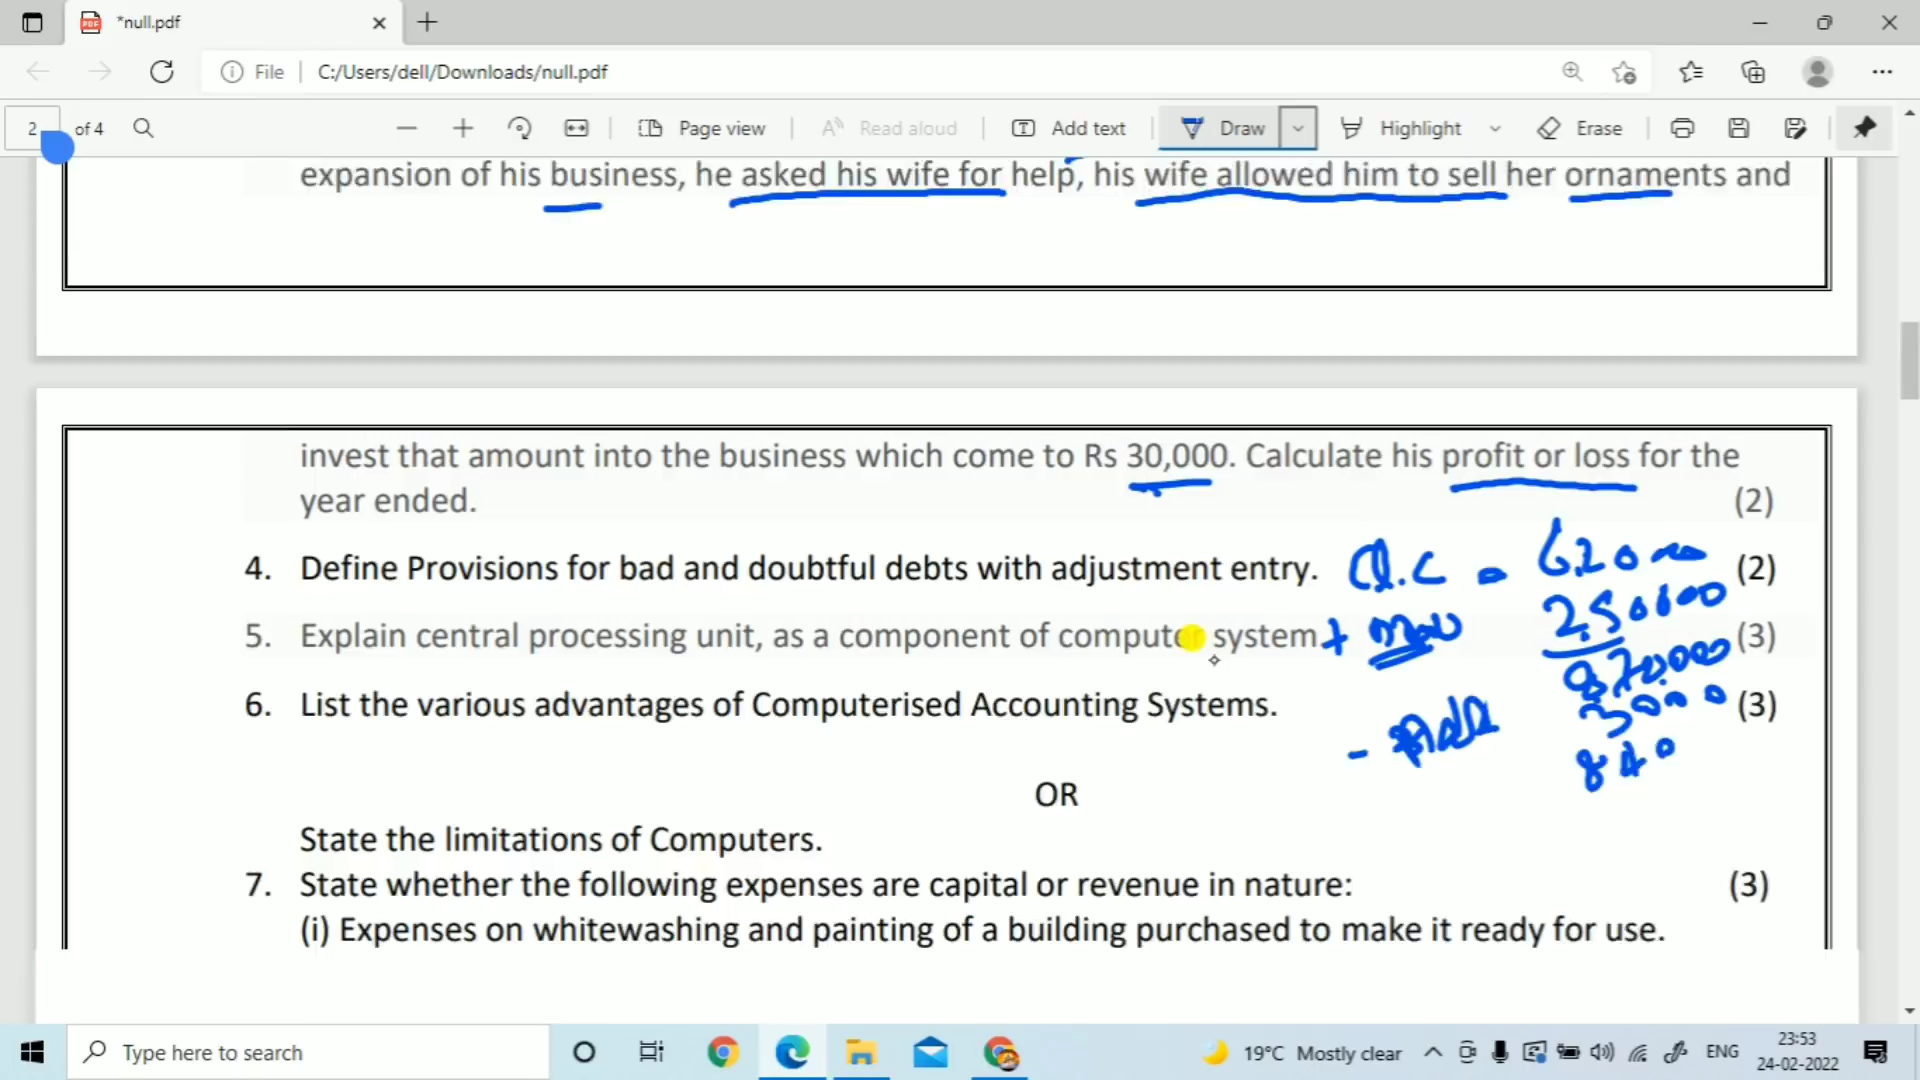 *null.pdf
File | C:/Users/dell/Downloads/null.pdf
2 of 4 Page view Read aloud Add text Draw Highlight Erase
expansion of his business, he asked his wife for help, his wife allowed him to sell her ornaments and
invest that amount into the business which come to Rs 30,000. Calculate his profit or loss for the
year ended. (2)
4. Define Provisions for bad and doubtful debts with adjustment entry. (2)
5. Explain central processing unit, as a component of computer system (3)
6. List the various advantages of Computerised Accounting Systems. (3)
OR
State the limitations of Computers.
7. State whether the following expenses are capital or revenue in nature: (3)
(i) Expenses on whitewashing and painting of a building purchased to make it ready for use.
250000
870.000
840
Type here to search
19°C Mostly clear
ENG
23:53
24-02-2022